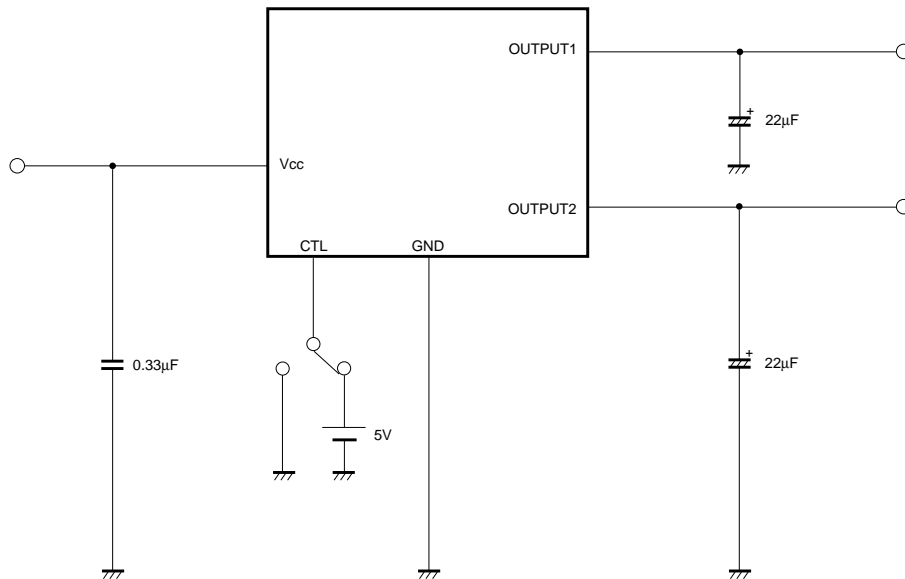 OUTPUT1
+
22μF
Vcc
OUTPUT2
CTL GND
+
0.33μF
22μF
5V